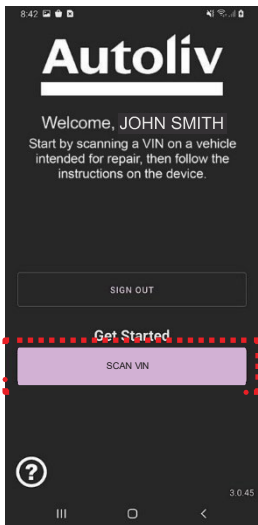 8:42
Autoliv
Welcome, JOHN SMITH
Start by scanning a VIN on a vehicle
intended for repair, then follow the
instructions on the device.
SIGN OUT
Get Started
SCAN VIN
?
3.0.45